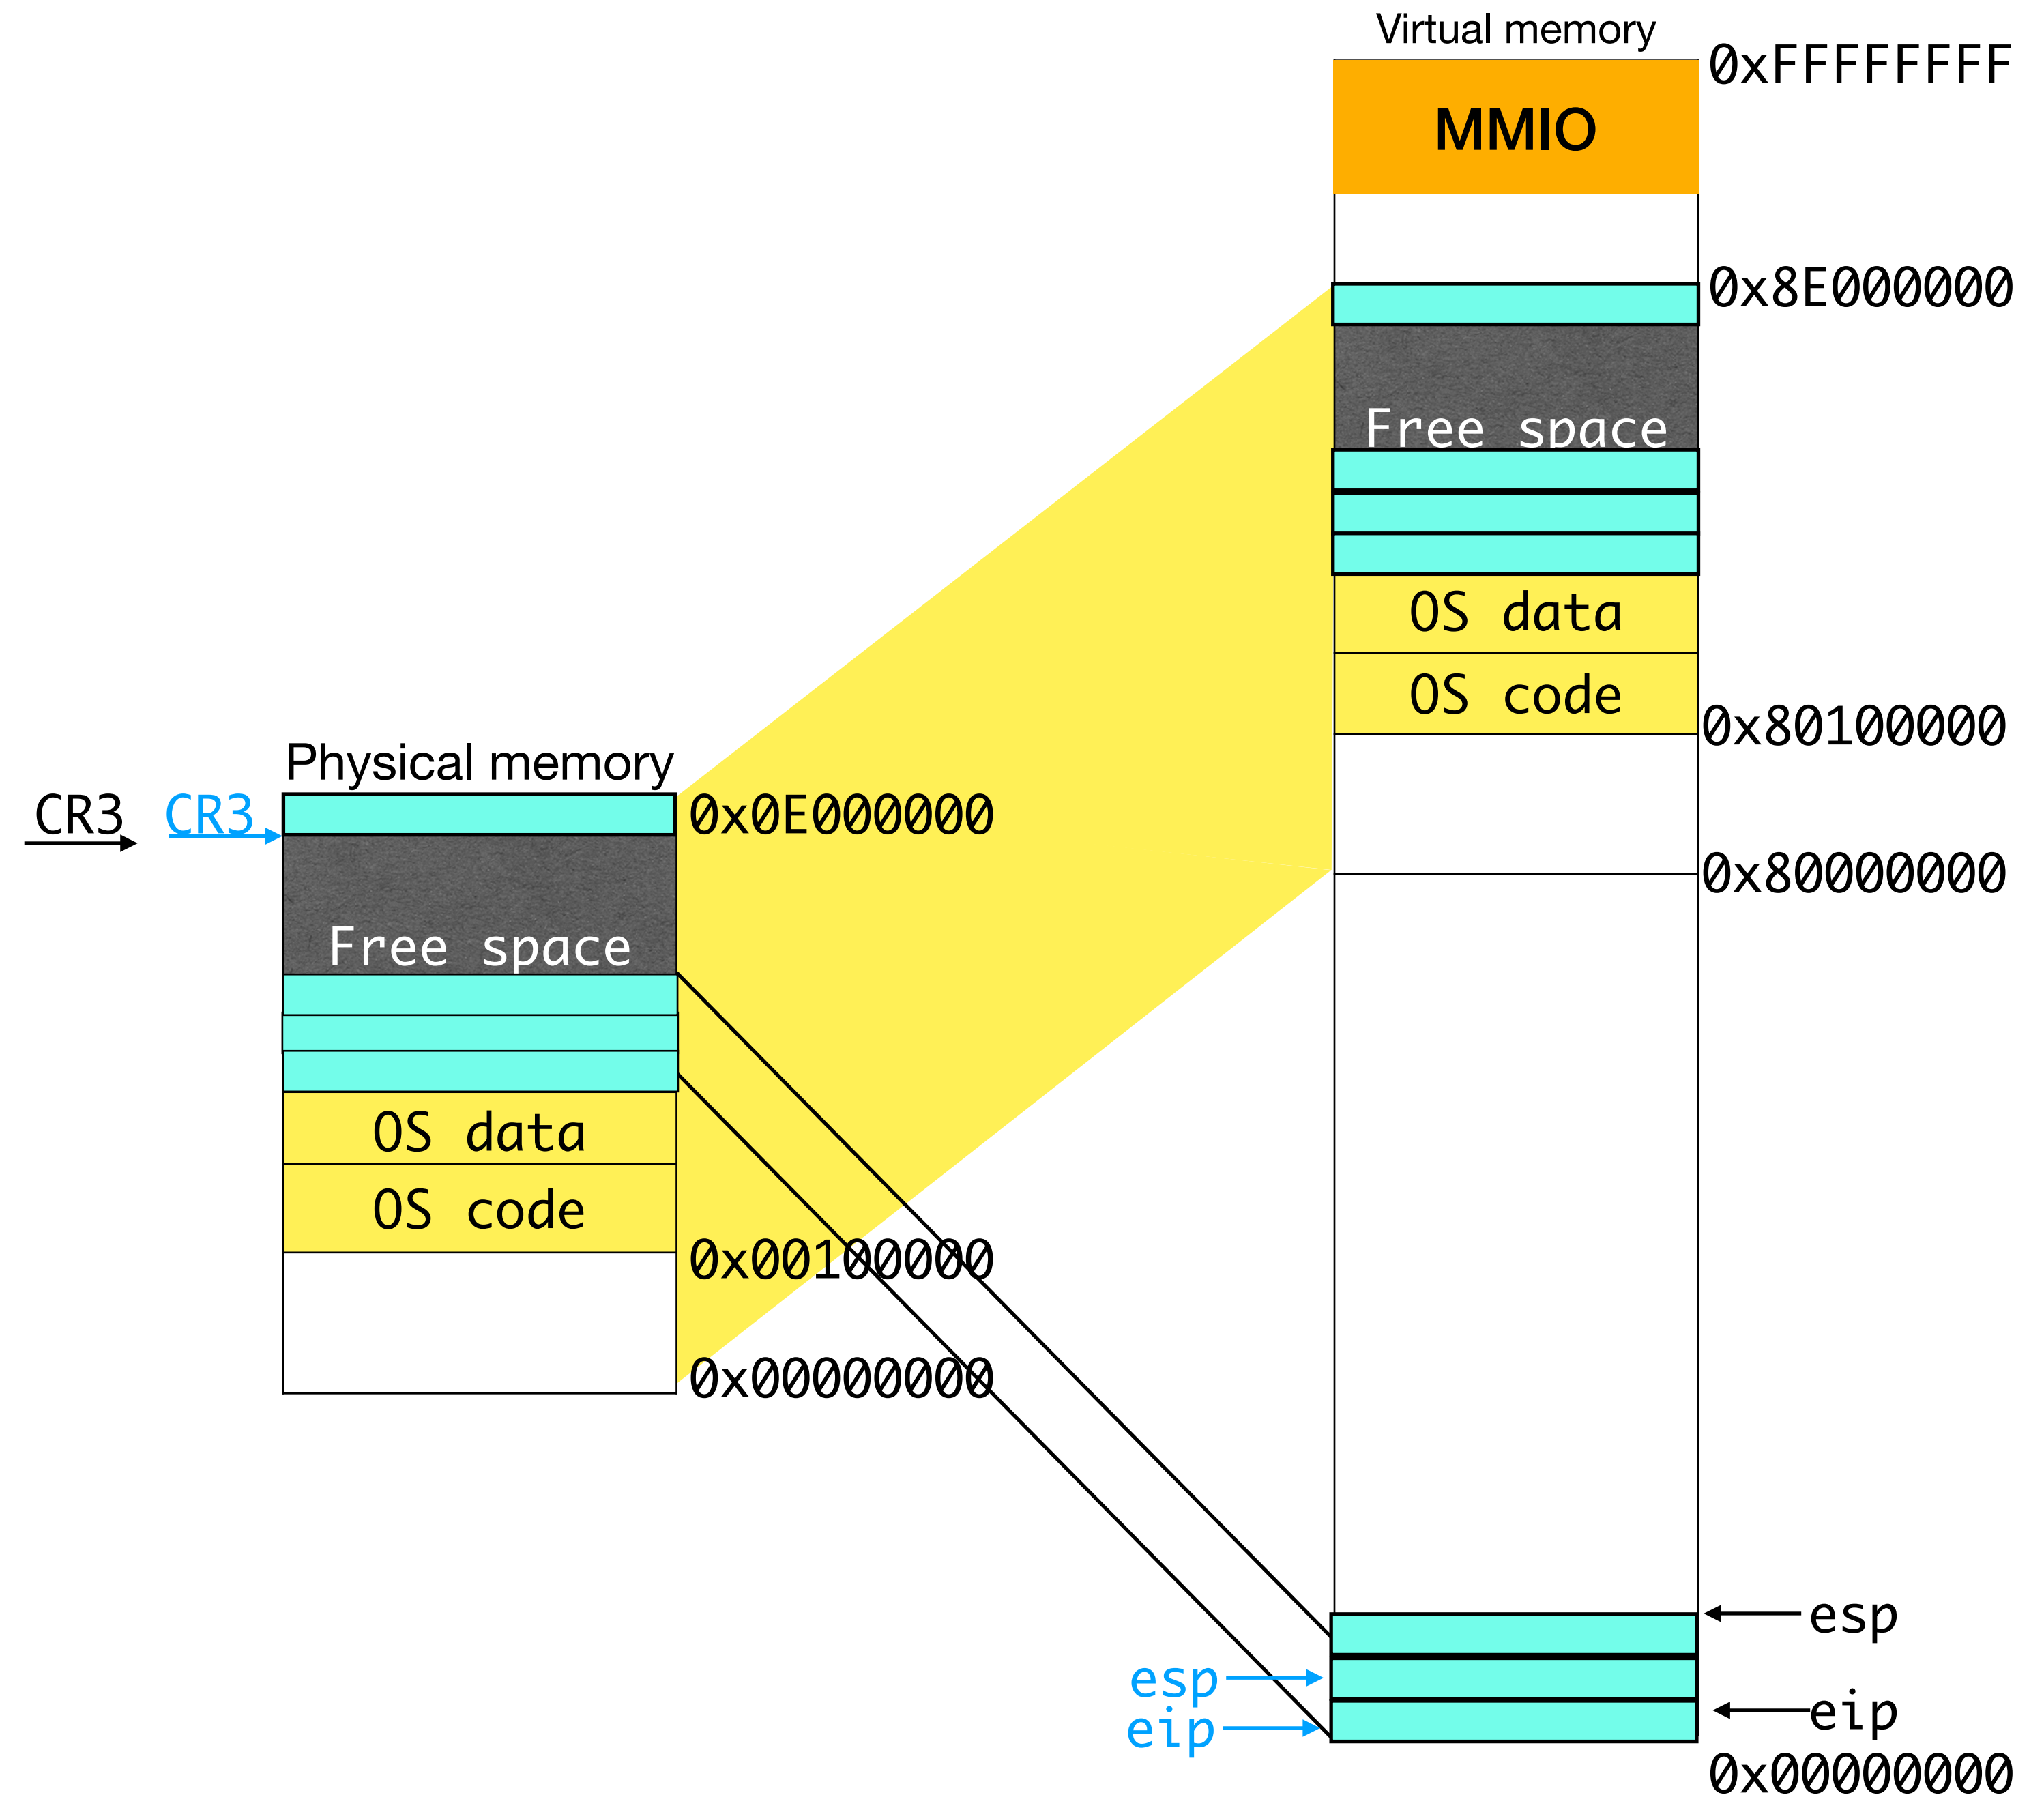 Virtual memory
0xFFFFFFFF
MMIO
0x8E000000
Free space
OS data
OS code
0x80100000
Physical memory
CR3
CR3
0x0E000000
0x80000000
Free space
OS data
OS code
0x00100000
0x00000000
esp
esp
eip
eip
0x00000000